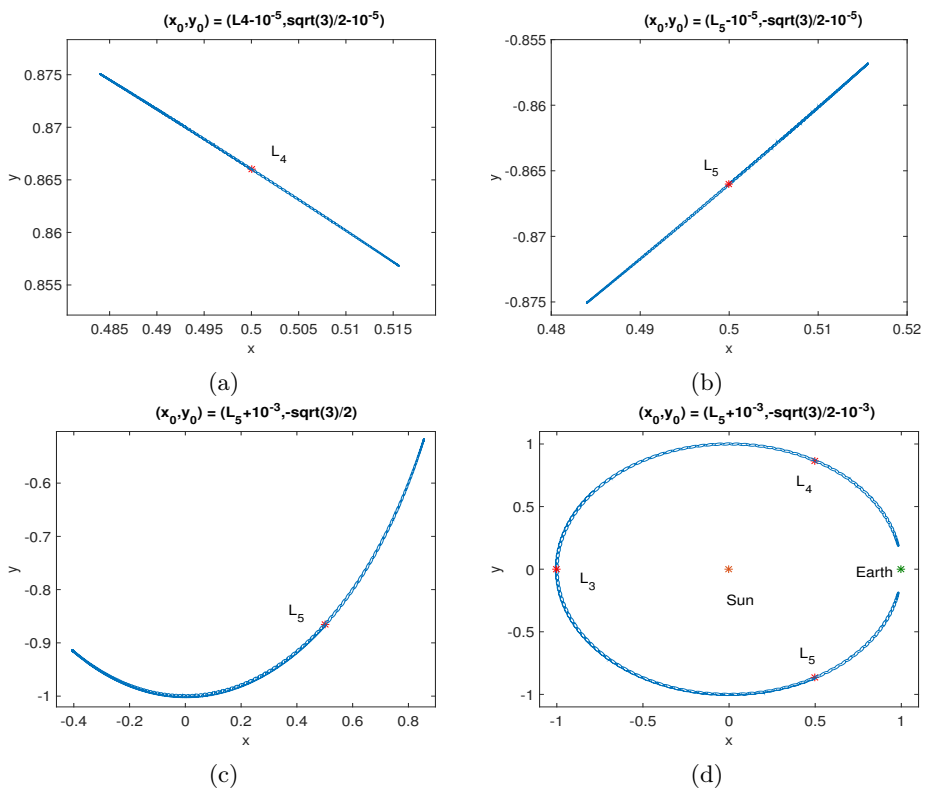 (x₀,y₀) = (L4-10⁻⁵,sqrt(3)/2-10⁻⁵)
0.875
0.87
0.865
0.86
0.855
y
L₄
0.485 0.49 0.495 0.5 0.505 0.51 0.515
x
(a)
(x₀,y₀) = (L₅-10⁻⁵,-sqrt(3)/2-10⁻⁵)
-0.855
-0.86
-0.865
-0.87
-0.875
y
L₅
0.48 0.49 0.5 0.51 0.52
x
(b)
(x₀,y₀) = (L₅+10⁻³,-sqrt(3)/2)
-0.6
-0.7
-0.8
-0.9
-1
y
L₅
-0.4 -0.2 0 0.2 0.4 0.6 0.8
x
(c)
(x₀,y₀) = (L₅+10⁻³,-sqrt(3)/2-10⁻³)
1
0.5
0
-0.5
-1
y
L₄
L₃
Earth
Sun
L₅
-1 -0.5 0 0.5 1
x
(d)